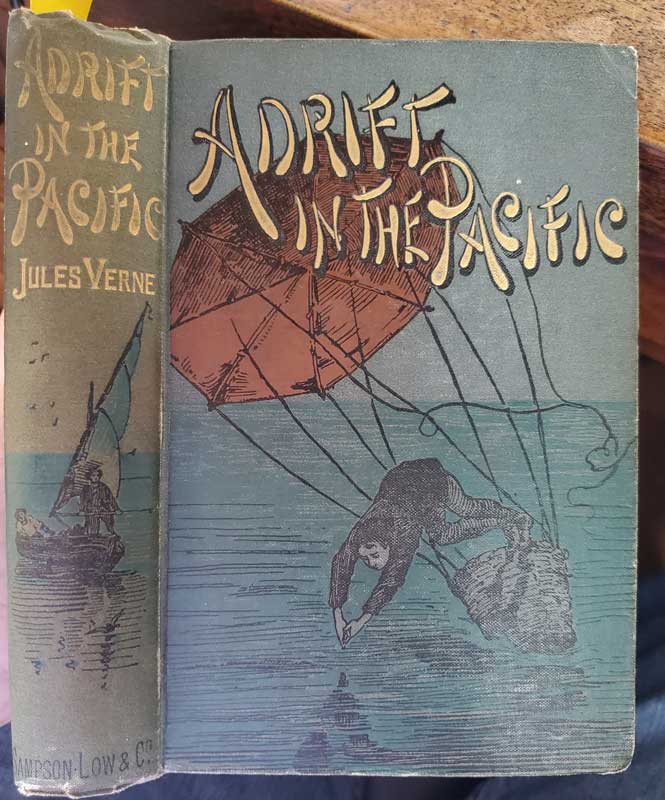 ADRIFT
IN THE
PACIFIC
JULES VERNE
SAMPSON·LOW & CO.
ADRIFT
IN THE PACIFIC